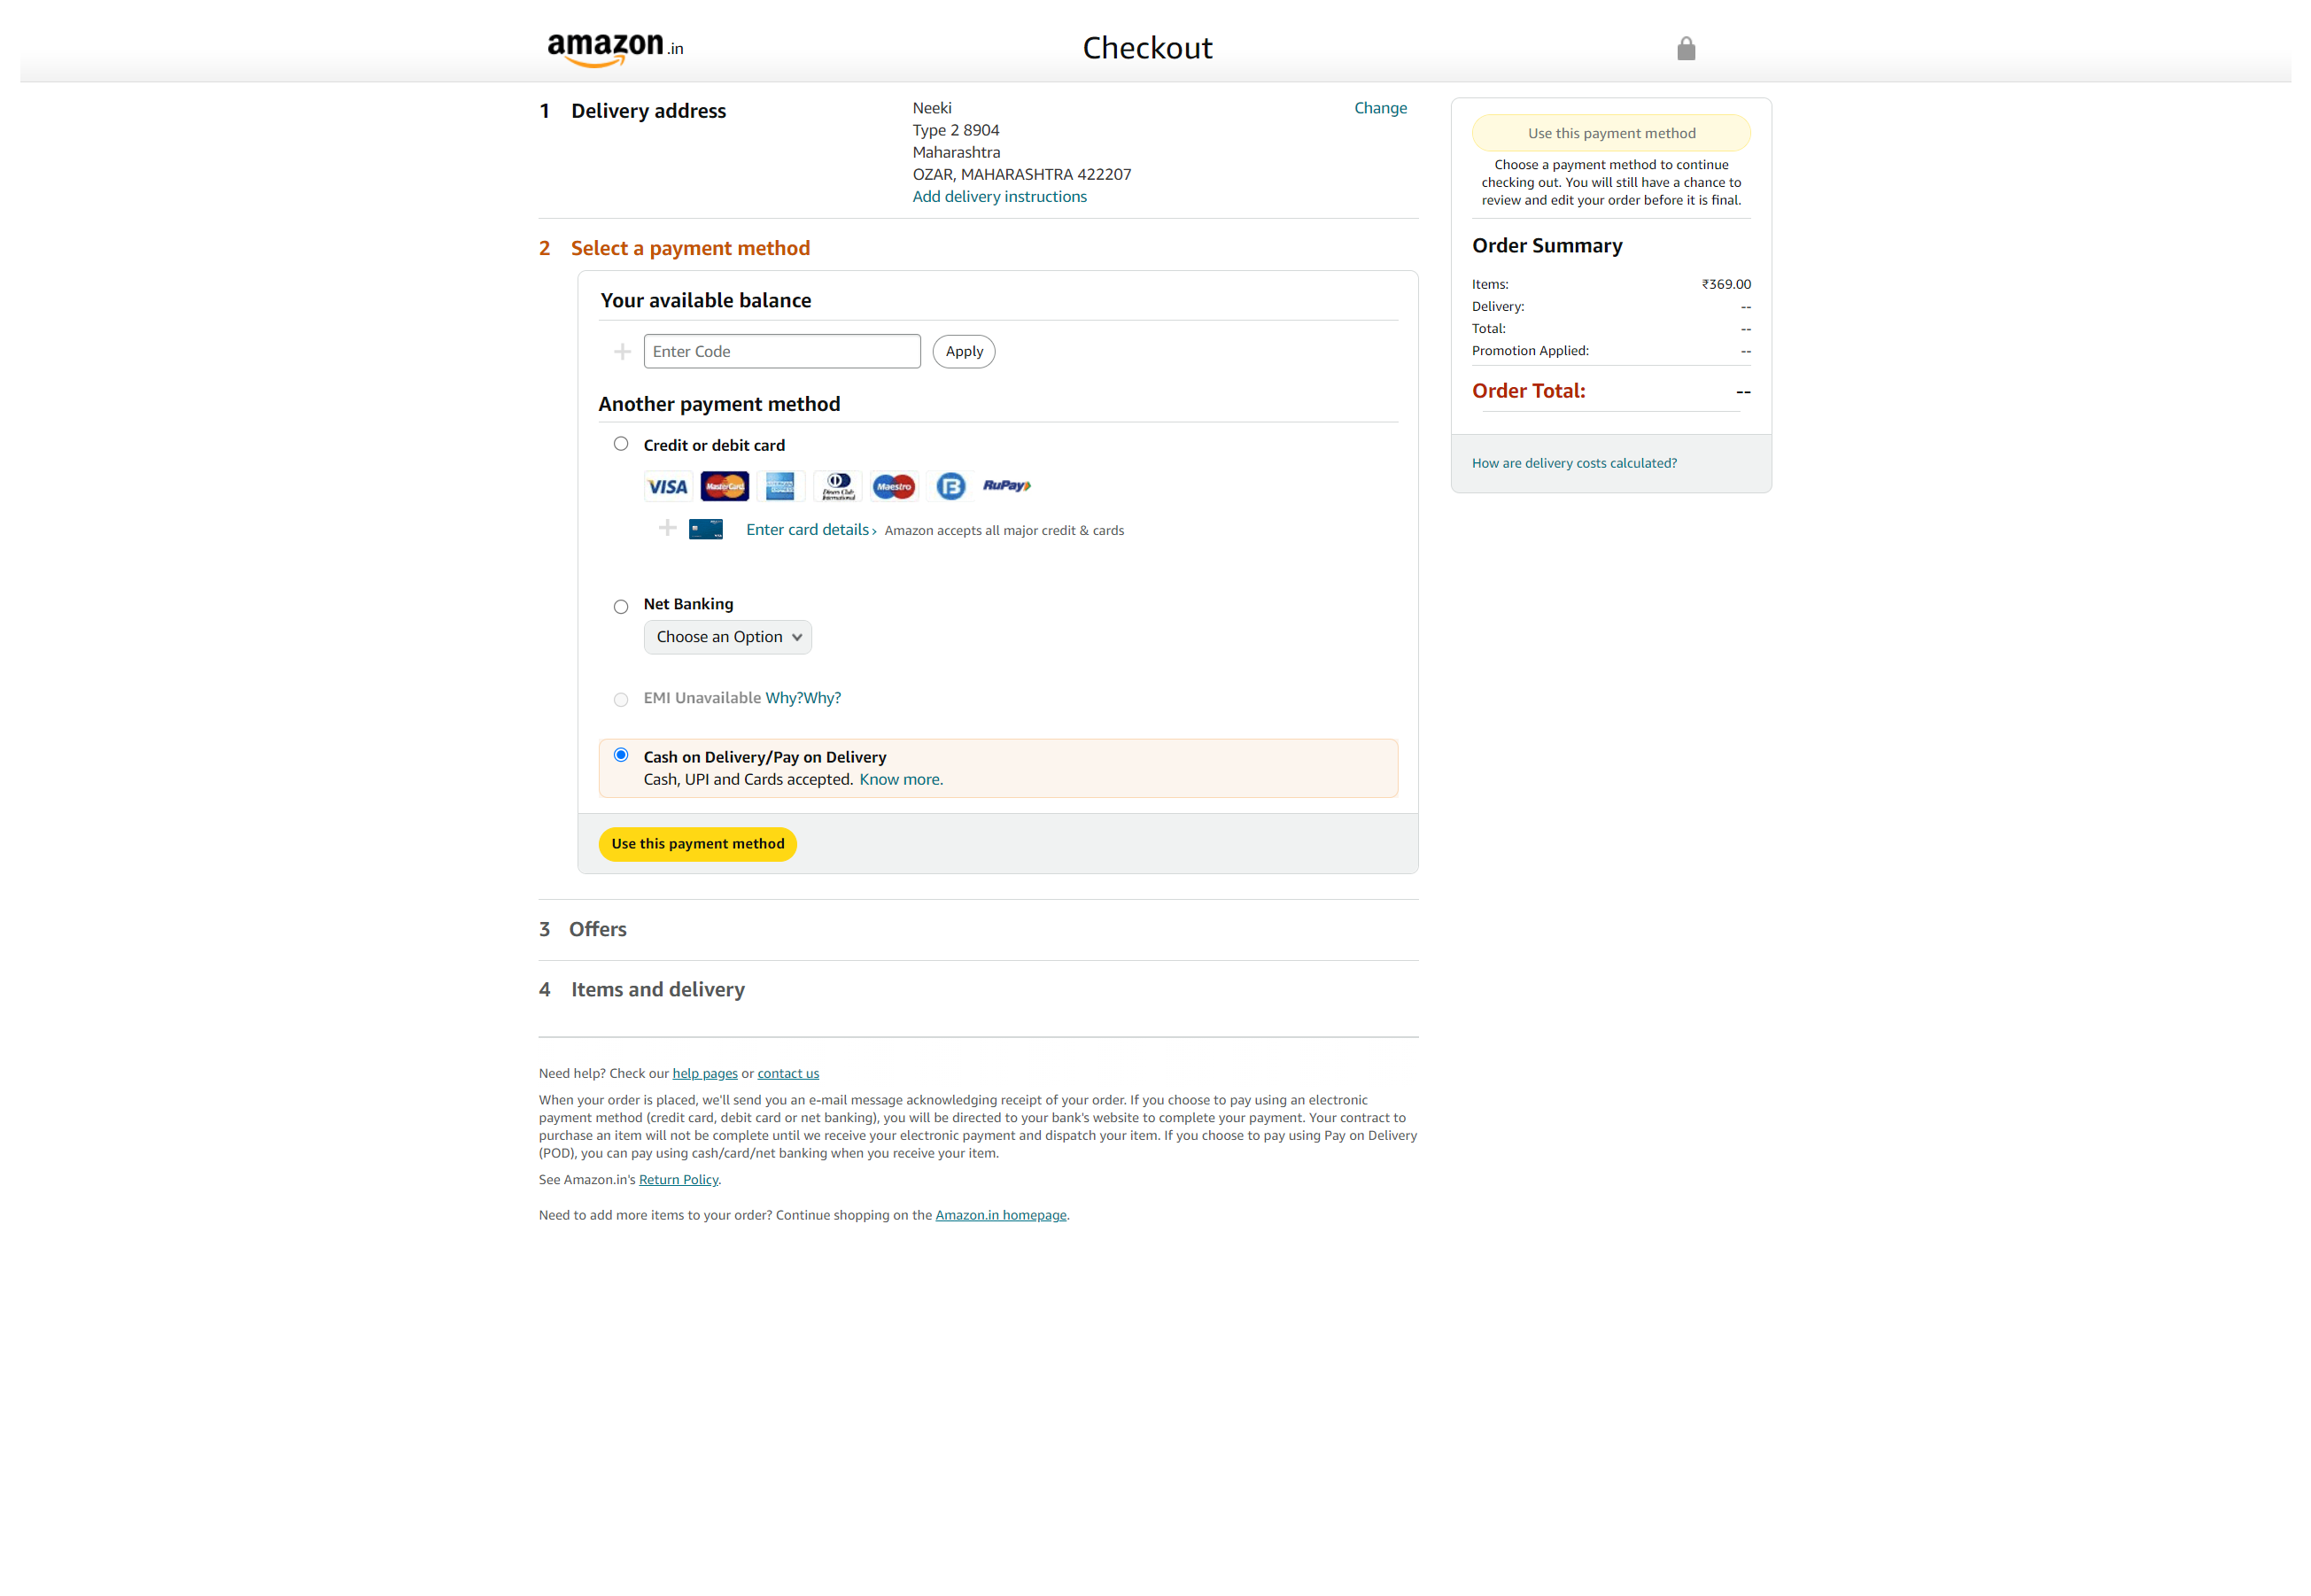 amazon.in
Checkout
1 Delivery address
Neeki
Type 2 8904
Maharashtra
OZAR, MAHARASHTRA 422207
Add delivery instructions
Change
2 Select a payment method
Your available balance
Enter Code
Apply
Another payment method
Credit or debit card
VISA MasterCard AMERICAN EXPRESS Diners Club International Maestro B RuPay
Enter card details › Amazon accepts all major credit & cards
Net Banking
Choose an Option
EMI Unavailable Why?Why?
Cash on Delivery/Pay on Delivery
Cash, UPI and Cards accepted. Know more.
Use this payment method
3 Offers
4 Items and delivery
Need help? Check our help pages or contact us
When your order is placed, we'll send you an e-mail message acknowledging receipt of your order. If you choose to pay using an electronic
payment method (credit card, debit card or net banking), you will be directed to your bank's website to complete your payment. Your contract to
purchase an item will not be complete until we receive your electronic payment and dispatch your item. If you choose to pay using Pay on Delivery
(POD), you can pay using cash/card/net banking when you receive your item.
See Amazon.in's Return Policy.
Need to add more items to your order? Continue shopping on the Amazon.in homepage.
Use this payment method
Choose a payment method to continue
checking out. You will still have a chance to
review and edit your order before it is final.
Order Summary
Items: ₹369.00
Delivery: --
Total: --
Promotion Applied: --
Order Total: --
How are delivery costs calculated?